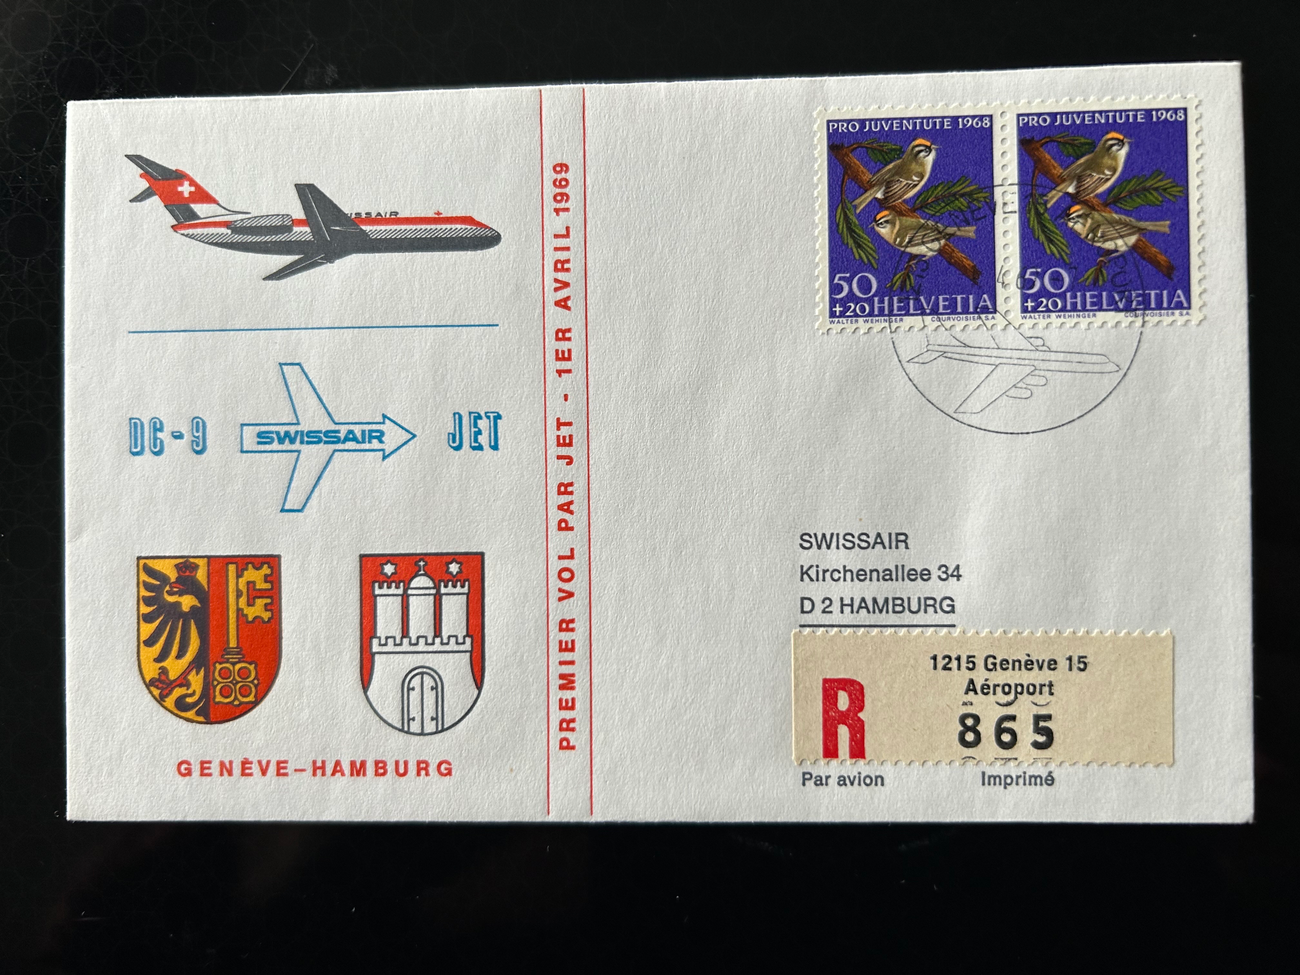 SWISSAIR
DC-9
SWISSAIR
JET
GENÈVE–HAMBURG
PREMIER VOL PAR JET - 1ER AVRIL 1969
PRO JUVENTUTE 1968
50
+20 HELVETIA
WALTER WEHINGER COURVOISIER S.A.
PRO JUVENTUTE 1968
50
+20 HELVETIA
WALTER WEHINGER COURVOISIER S.A.
SWISSAIR
Kirchenallee 34
D 2 HAMBURG
R
1215 Genève 15
Aéroport
865
Par avion Imprimé